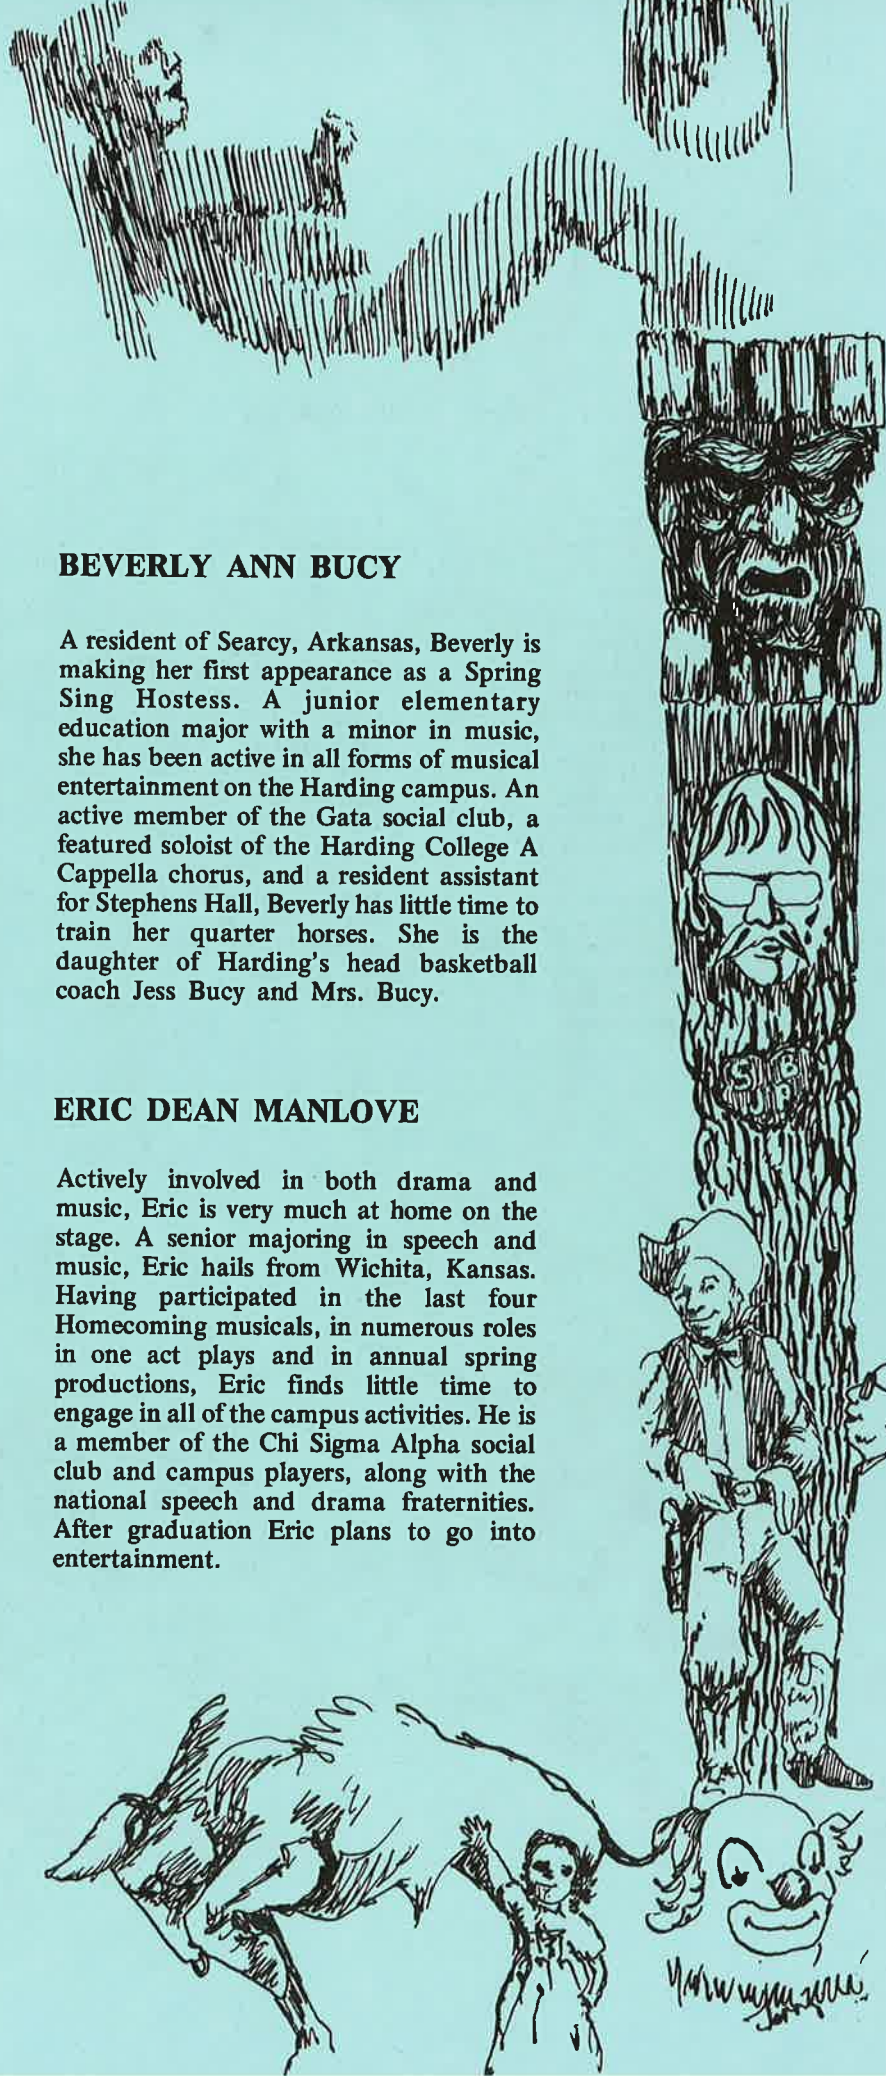 BEVERLY ANN BUCY
A resident of Searcy, Arkansas, Beverly is
making her first appearance as a Spring
Sing Hostess. A junior elementary
education major with a minor in music,
she has been active in all forms of musical
entertainment on the Harding campus. An
active member of the Gata social club, a
featured soloist of the Harding College A
Cappella chorus, and a resident assistant
for Stephens Hall, Beverly has little time to
train her quarter horses. She is the
daughter of Harding's head basketball
coach Jess Bucy and Mrs. Bucy.
ERIC DEAN MANLOVE
Actively involved in both drama and
music, Eric is very much at home on the
stage. A senior majoring in speech and
music, Eric hails from Wichita, Kansas.
Having participated in the last four
Homecoming musicals, in numerous roles
in one act plays and in annual spring
productions, Eric finds little time to
engage in all of the campus activities. He is
a member of the Chi Sigma Alpha social
club and campus players, along with the
national speech and drama fraternities.
After graduation Eric plans to go into
entertainment.